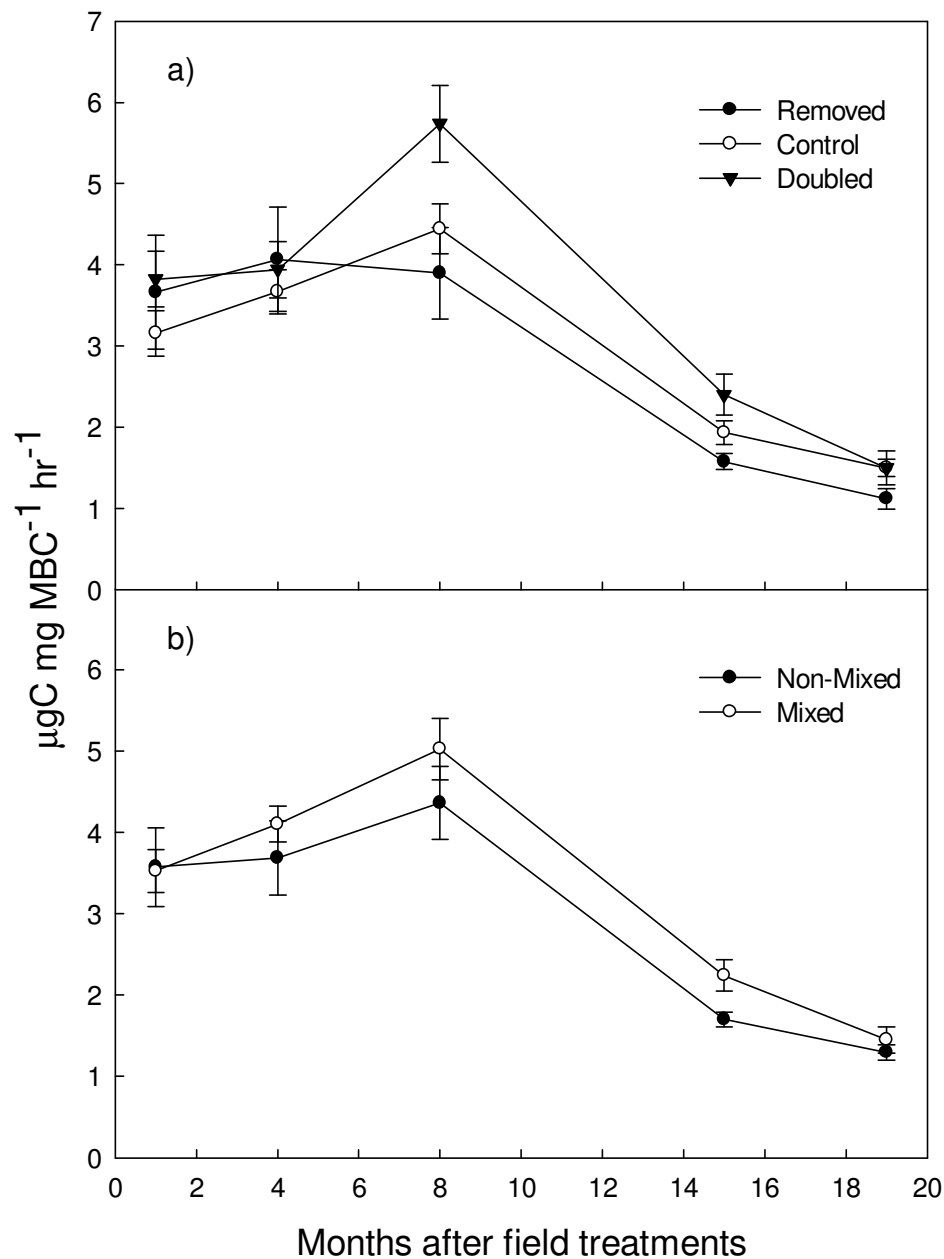 7
a)
6
Removed
Control
Doubled
5
4
3
2
1
0
b)
6
Non-Mixed
Mixed
5
4
3
2
1
0
0 2 4 6 8 10 12 14 16 18 20
µgC mg MBC⁻¹ hr⁻¹
Months after field treatments